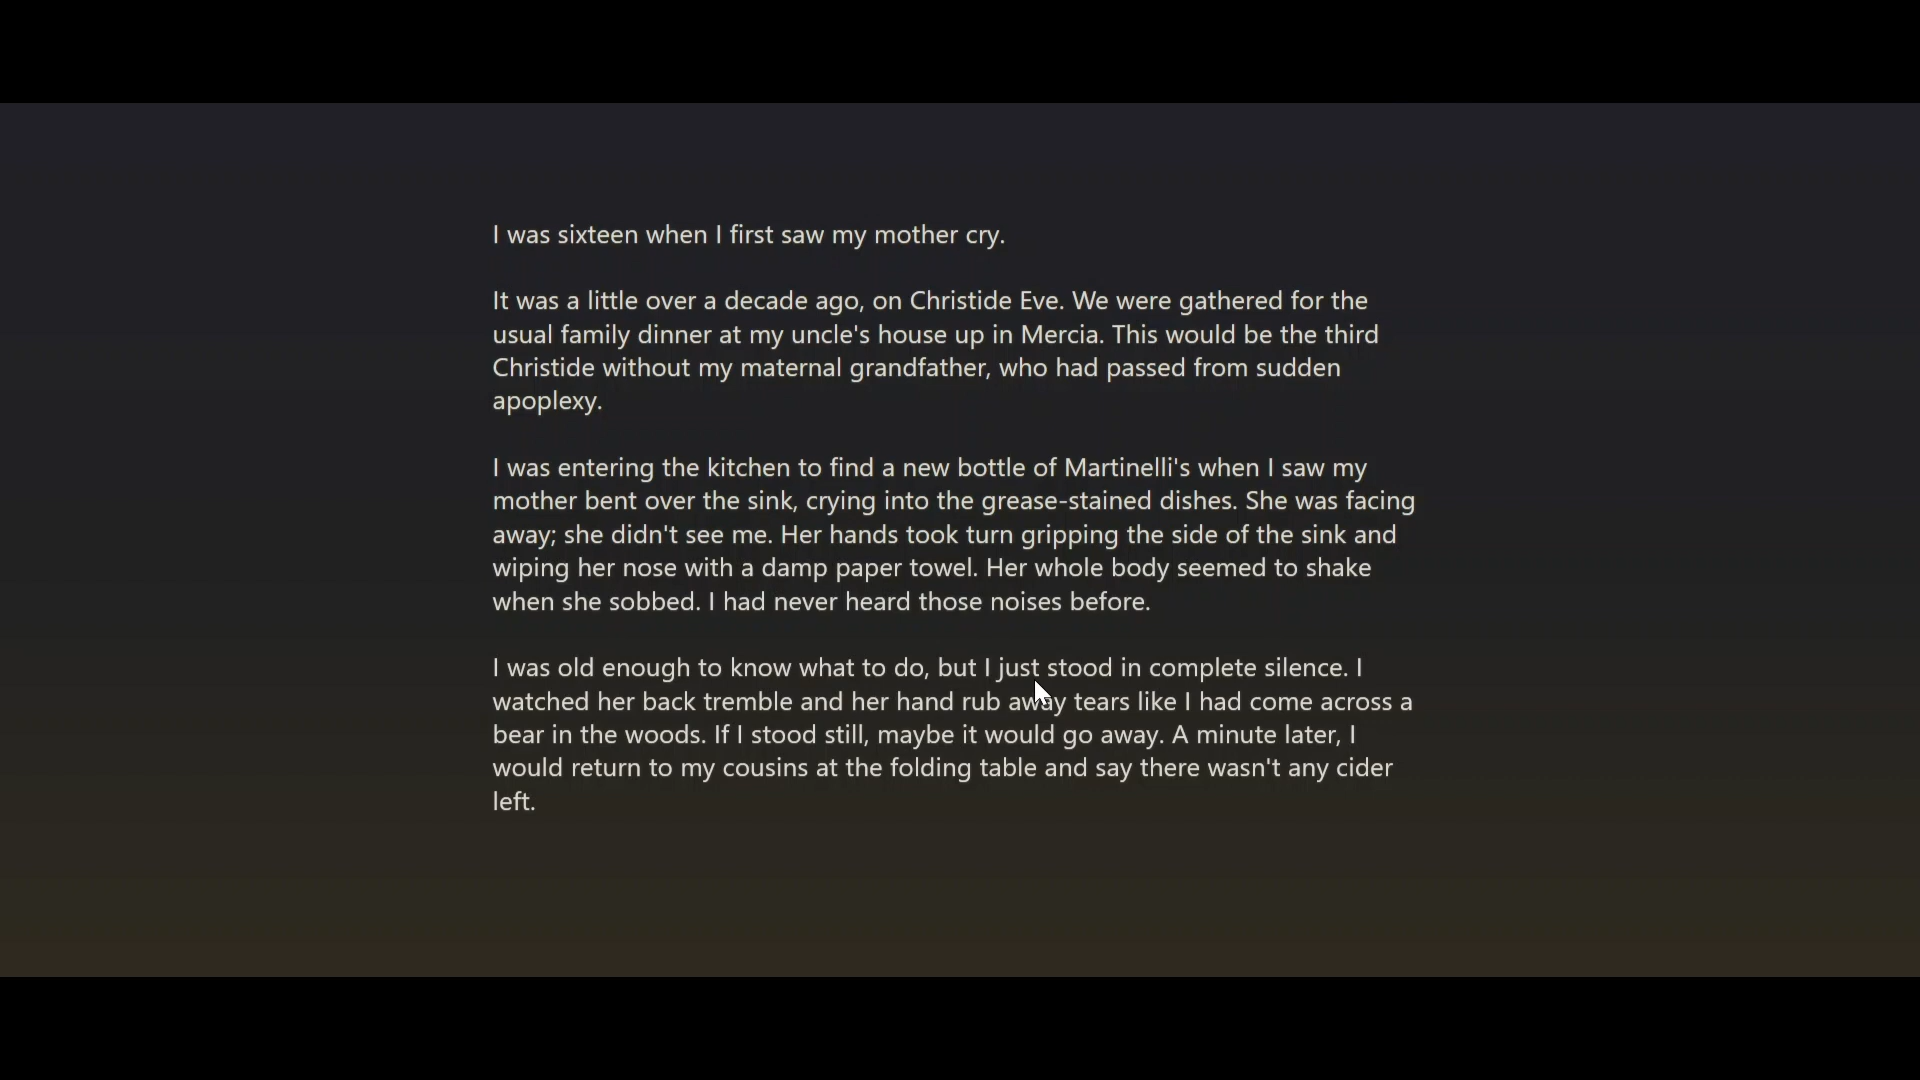 I was sixteen when I first saw my mother cry.
It was a little over a decade ago, on Christide Eve. We were gathered for the
usual family dinner at my uncle's house up in Mercia. This would be the third
Christide without my maternal grandfather, who had passed from sudden
apoplexy.
I was entering the kitchen to find a new bottle of Martinelli's when I saw my
mother bent over the sink, crying into the grease-stained dishes. She was facing
away; she didn't see me. Her hands took turn gripping the side of the sink and
wiping her nose with a damp paper towel. Her whole body seemed to shake
when she sobbed. I had never heard those noises before.
I was old enough to know what to do, but I just stood in complete silence. I
watched her back tremble and her hand rub away tears like I had come across a
bear in the woods. If I stood still, maybe it would go away. A minute later, I
would return to my cousins at the folding table and say there wasn't any cider
left.